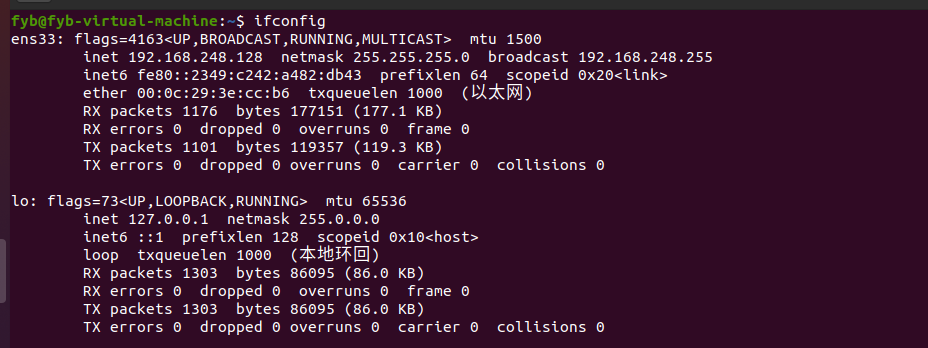 fyb@fyb-virtual-machine:~$ ifconfig
ens33: flags=4163<UP,BROADCAST,RUNNING,MULTICAST>  mtu 1500
        inet 192.168.248.128  netmask 255.255.255.0  broadcast 192.168.248.255
        inet6 fe80::2349:c242:a482:db43  prefixlen 64  scopeid 0x20<link>
        ether 00:0c:29:3e:cc:b6  txqueuelen 1000  (以太网)
        RX packets 1176  bytes 177151 (177.1 KB)
        RX errors 0  dropped 0  overruns 0  frame 0
        TX packets 1101  bytes 119357 (119.3 KB)
        TX errors 0  dropped 0 overruns 0  carrier 0  collisions 0

lo: flags=73<UP,LOOPBACK,RUNNING>  mtu 65536
        inet 127.0.0.1  netmask 255.0.0.0
        inet6 ::1  prefixlen 128  scopeid 0x10<host>
        loop  txqueuelen 1000  (本地环回)
        RX packets 1303  bytes 86095 (86.0 KB)
        RX errors 0  dropped 0  overruns 0  frame 0
        TX packets 1303  bytes 86095 (86.0 KB)
        TX errors 0  dropped 0 overruns 0  carrier 0  collisions 0